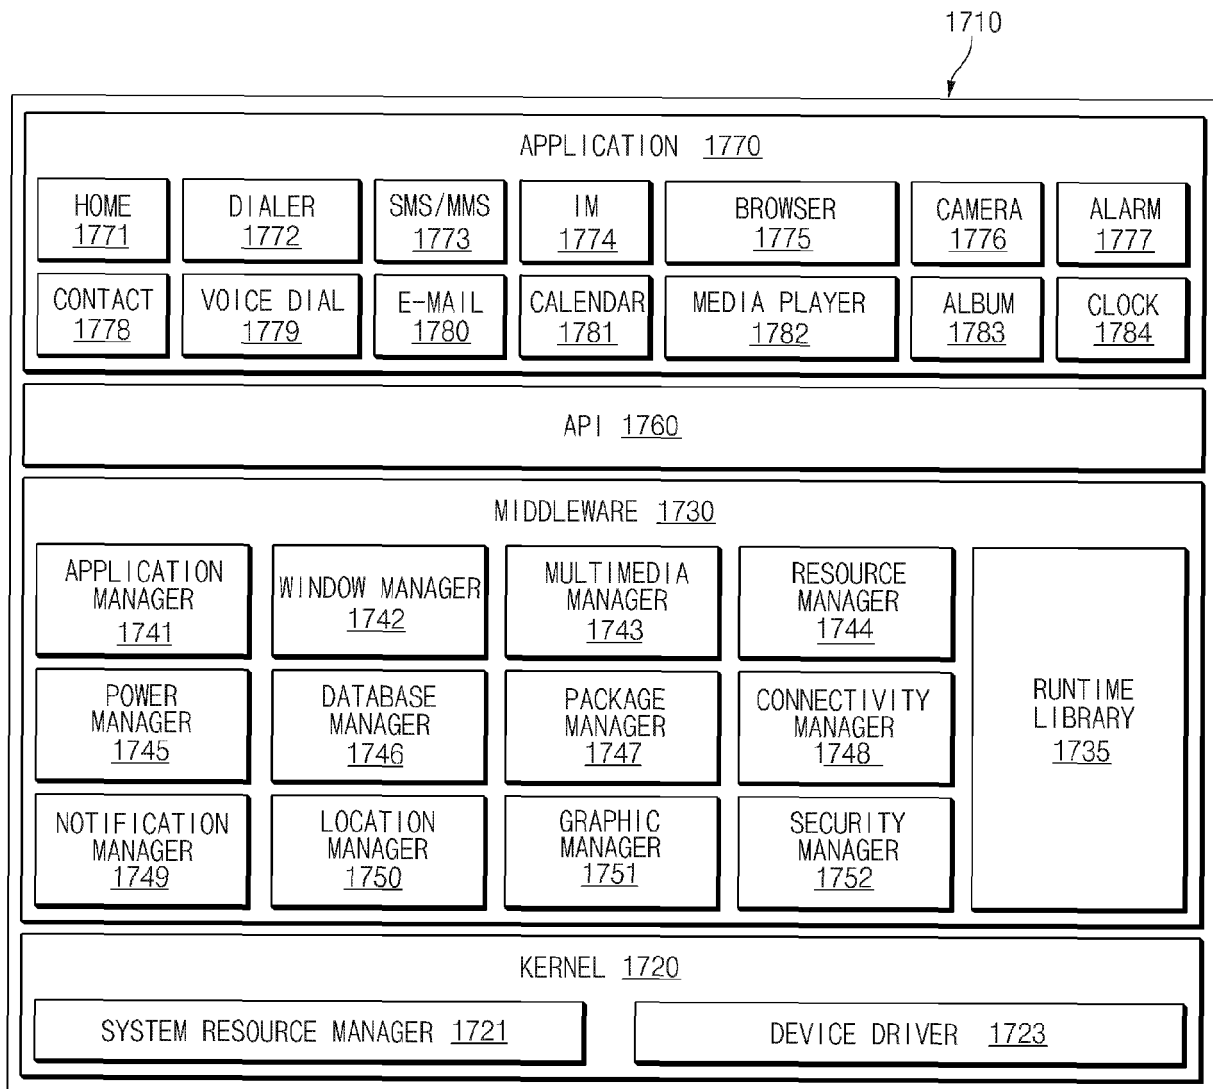 1710
APPLICATION 1770
HOME
1771
DIALER
1772
SMS/MMS
1773
IM
1774
BROWSER
1775
CAMERA
1776
ALARM
1777
CONTACT
1778
VOICE DIAL
1779
E-MAIL
1780
CALENDAR
1781
MEDIA PLAYER
1782
ALBUM
1783
CLOCK
1784
API 1760
MIDDLEWARE 1730
APPLICATION
MANAGER
1741
WINDOW MANAGER
1742
MULTIMEDIA
MANAGER
1743
RESOURCE
MANAGER
1744
POWER
MANAGER
1745
DATABASE
MANAGER
1746
PACKAGE
MANAGER
1747
CONNECTIVITY
MANAGER
1748
NOTIFICATION
MANAGER
1749
LOCATION
MANAGER
1750
GRAPHIC
MANAGER
1751
SECURITY
MANAGER
1752
RUNTIME
LIBRARY
1735
KERNEL 1720
SYSTEM RESOURCE MANAGER 1721
DEVICE DRIVER 1723